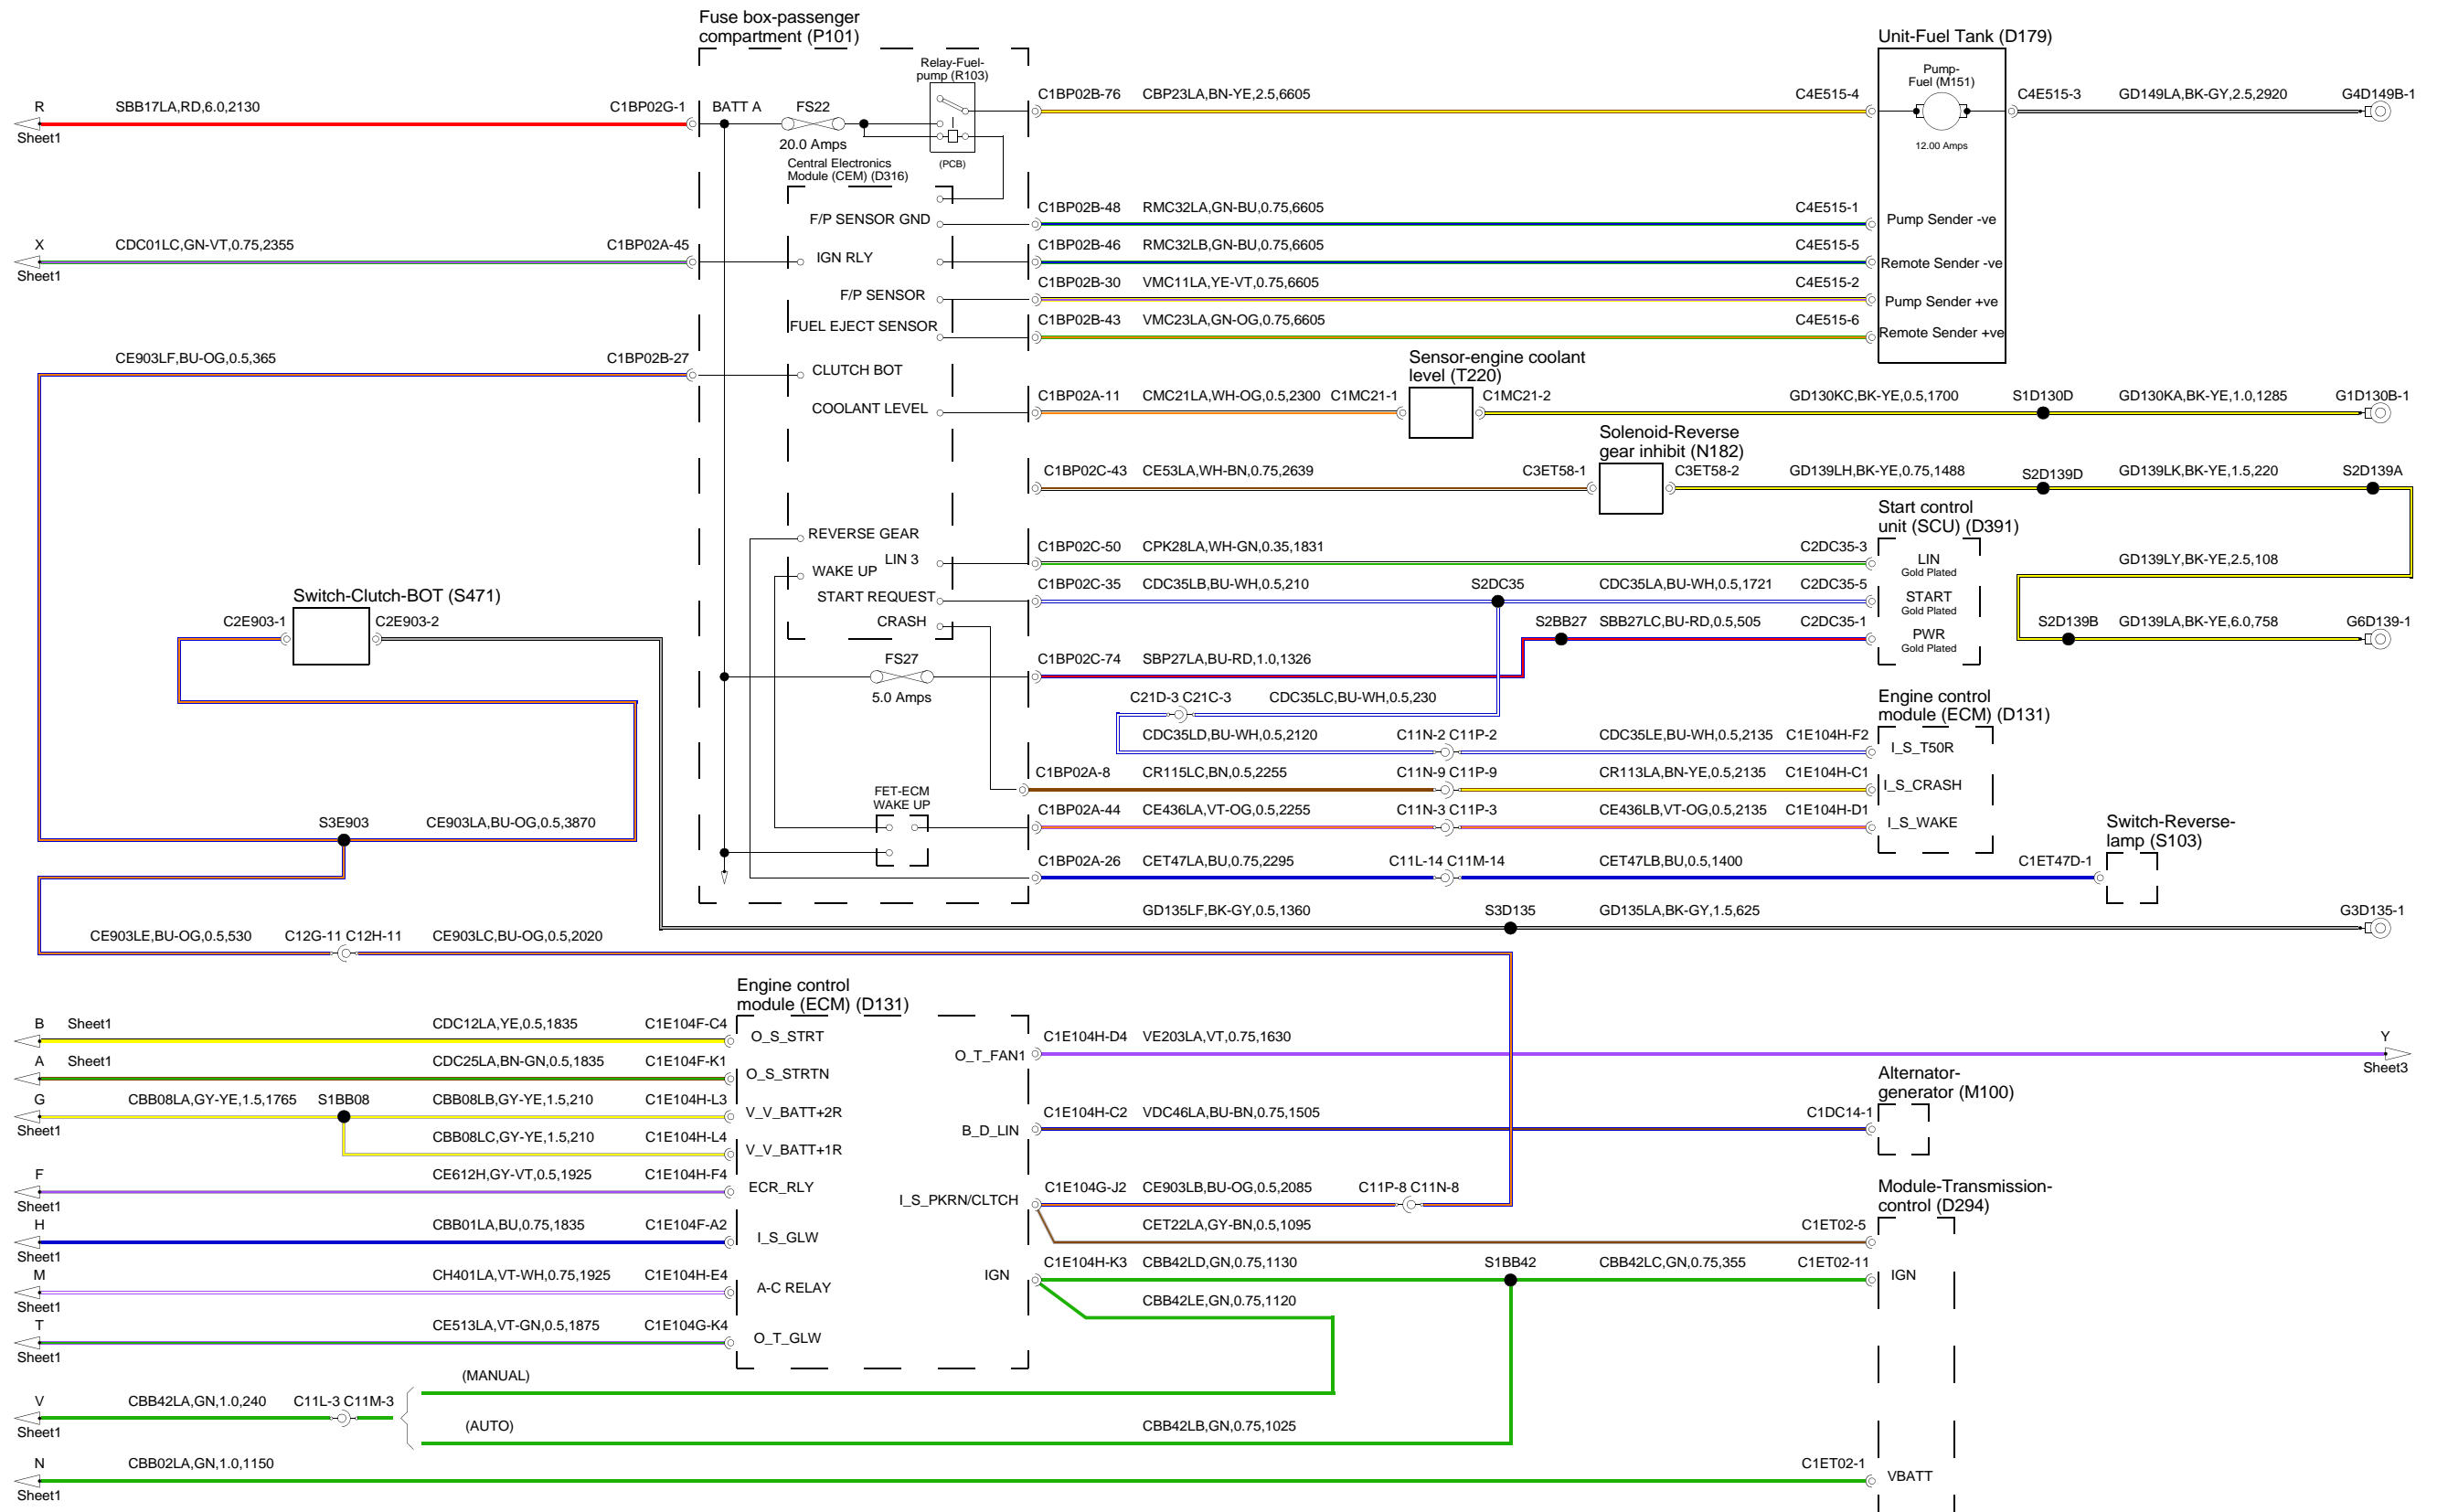 Fuse box-passenger
compartment (P101)
Unit-Fuel Tank (D179)
Relay-Fuel-
pump (R103)
Pump-
Fuel (M151)
R
SBB17LA,RD,6.0,2130
C1BP02G-1
BATT A
FS22
C1BP02B-76
CBP23LA,BN-YE,2.5,6605
C4E515-4
C4E515-3
GD149LA,BK-GY,2.5,2920
G4D149B-1
Sheet1
20.0 Amps
12.00 Amps
Central Electronics
Module (CEM) (D316)
(PCB)
F/P SENSOR GND
C1BP02B-48
RMC32LA,GN-BU,0.75,6605
C4E515-1
Pump Sender -ve
X
CDC01LC,GN-VT,0.75,2355
C1BP02A-45
IGN RLY
C1BP02B-46
RMC32LB,GN-BU,0.75,6605
C4E515-5
Remote Sender -ve
Sheet1
F/P SENSOR
C1BP02B-30
VMC11LA,YE-VT,0.75,6605
C4E515-2
Pump Sender +ve
FUEL EJECT SENSOR
C1BP02B-43
VMC23LA,GN-OG,0.75,6605
C4E515-6
Remote Sender +ve
CE903LF,BU-OG,0.5,365
C1BP02B-27
CLUTCH BOT
Sensor-engine coolant
level (T220)
COOLANT LEVEL
C1BP02A-11
CMC21LA,WH-OG,0.5,2300
C1MC21-1
C1MC21-2
GD130KC,BK-YE,0.5,1700
S1D130D
GD130KA,BK-YE,1.0,1285
G1D130B-1
Solenoid-Reverse
gear inhibit (N182)
C1BP02C-43
CE53LA,WH-BN,0.75,2639
C3ET58-1
C3ET58-2
GD139LH,BK-YE,0.75,1488
S2D139D
GD139LK,BK-YE,1.5,220
S2D139A
Start control
unit (SCU) (D391)
REVERSE GEAR
LIN 3
C1BP02C-50
CPK28LA,WH-GN,0.35,1831
C2DC35-3
LIN
Gold Plated
GD139LY,BK-YE,2.5,108
WAKE UP
START REQUEST
C1BP02C-35
CDC35LB,BU-WH,0.5,210
S2DC35
CDC35LA,BU-WH,0.5,1721
C2DC35-5
START
Gold Plated
Switch-Clutch-BOT (S471)
C2E903-1
C2E903-2
CRASH
S2BB27
SBB27LC,BU-RD,0.5,505
C2DC35-1
PWR
Gold Plated
S2D139B
GD139LA,BK-YE,6.0,758
G6D139-1
FS27
5.0 Amps
C1BP02C-74
SBP27LA,BU-RD,1.0,1326
C21D-3 C21C-3
CDC35LC,BU-WH,0.5,230
Engine control
module (ECM) (D131)
CDC35LD,BU-WH,0.5,2120
C11N-2 C11P-2
CDC35LE,BU-WH,0.5,2135
C1E104H-F2
I_S_T50R
C1BP02A-8
CR115LC,BN,0.5,2255
C11N-9 C11P-9
CR113LA,BN-YE,0.5,2135
C1E104H-C1
I_S_CRASH
FET-ECM
WAKE UP
C1BP02A-44
CE436LA,VT-OG,0.5,2255
C11N-3 C11P-3
CE436LB,VT-OG,0.5,2135
C1E104H-D1
I_S_WAKE
Switch-Reverse-
lamp (S103)
S3E903
CE903LA,BU-OG,0.5,3870
C1BP02A-26
CET47LA,BU,0.75,2295
C11L-14 C11M-14
CET47LB,BU,0.5,1400
C1ET47D-1
GD135LF,BK-GY,0.5,1360
S3D135
GD135LA,BK-GY,1.5,625
G3D135-1
CE903LE,BU-OG,0.5,530
C12G-11 C12H-11
CE903LC,BU-OG,0.5,2020
Engine control
module (ECM) (D131)
B
Sheet1
CDC12LA,YE,0.5,1835
C1E104F-C4
O_S_STRT
O_T_FAN1
C1E104H-D4
VE203LA,VT,0.75,1630
Y
Sheet3
A
Sheet1
CDC25LA,BN-GN,0.5,1835
C1E104F-K1
O_S_STRTN
Alternator-
generator (M100)
G
CBB08LA,GY-YE,1.5,1765
S1BB08
CBB08LB,GY-YE,1.5,210
C1E104H-L3
V_V_BATT+2R
B_D_LIN
C1E104H-C2
VDC46LA,BU-BN,0.75,1505
C1DC14-1
Sheet1
CBB08LC,GY-YE,1.5,210
C1E104H-L4
V_V_BATT+1R
F
CE612H,GY-VT,0.5,1925
C1E104H-F4
ECR_RLY
I_S_PKRN/CLTCH
C1E104G-J2
CE903LB,BU-OG,0.5,2085
C11P-8 C11N-8
Module-Transmission-
control (D294)
Sheet1
H
CBB01LA,BU,0.75,1835
C1E104F-A2
I_S_GLW
CET22LA,GY-BN,0.5,1095
C1ET02-5
Sheet1
M
CH401LA,VT-WH,0.75,1925
C1E104H-E4
A-C RELAY
IGN
C1E104H-K3
CBB42LD,GN,0.75,1130
S1BB42
CBB42LC,GN,0.75,355
C1ET02-11
IGN
Sheet1
CBB42LE,GN,0.75,1120
T
CE513LA,VT-GN,0.5,1875
C1E104G-K4
O_T_GLW
Sheet1
(MANUAL)
V
CBB42LA,GN,1.0,240
C11L-3 C11M-3
Sheet1
(AUTO)
CBB42LB,GN,0.75,1025
N
CBB02LA,GN,1.0,1150
C1ET02-1
VBATT
Sheet1